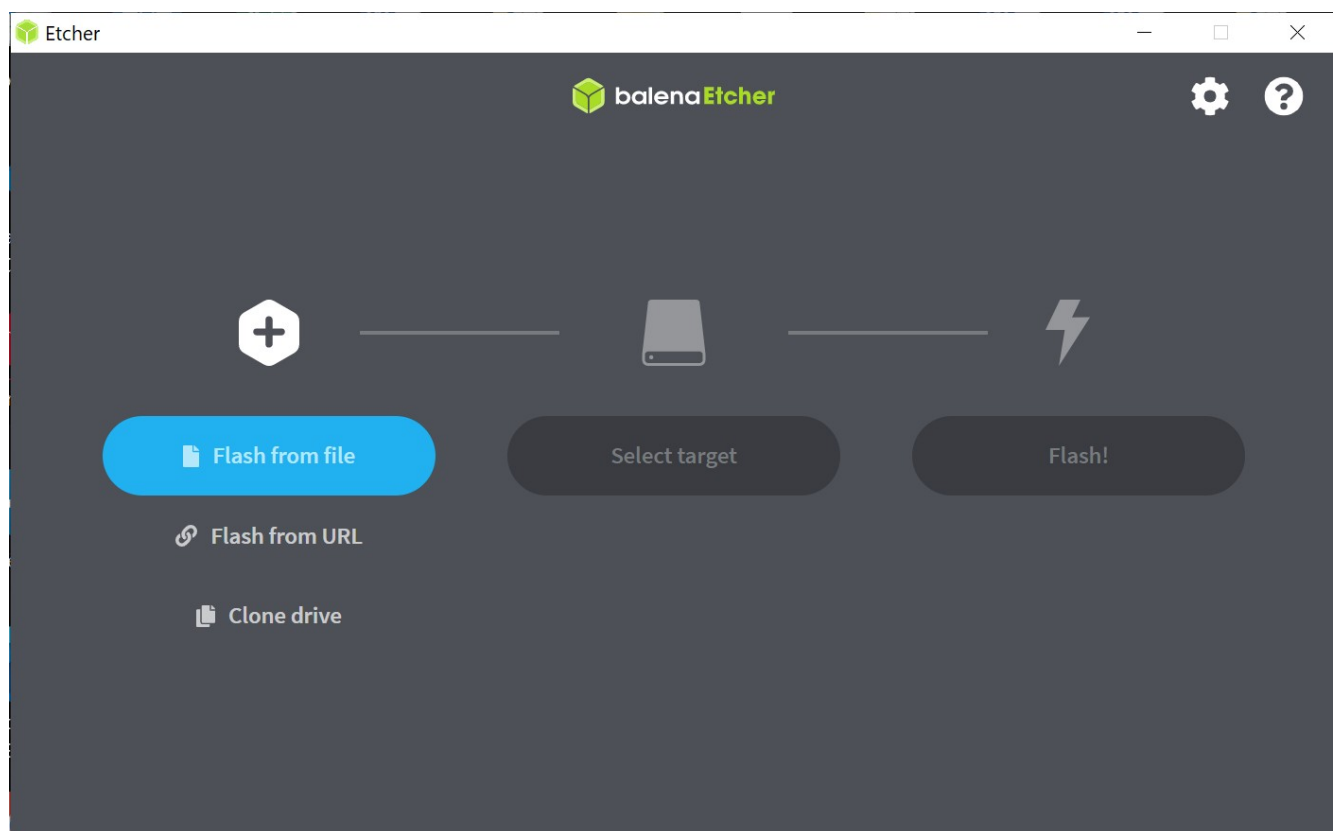 Etcher
balenaEtcher
Flash from file
Select target
Flash!
Flash from URL
Clone drive